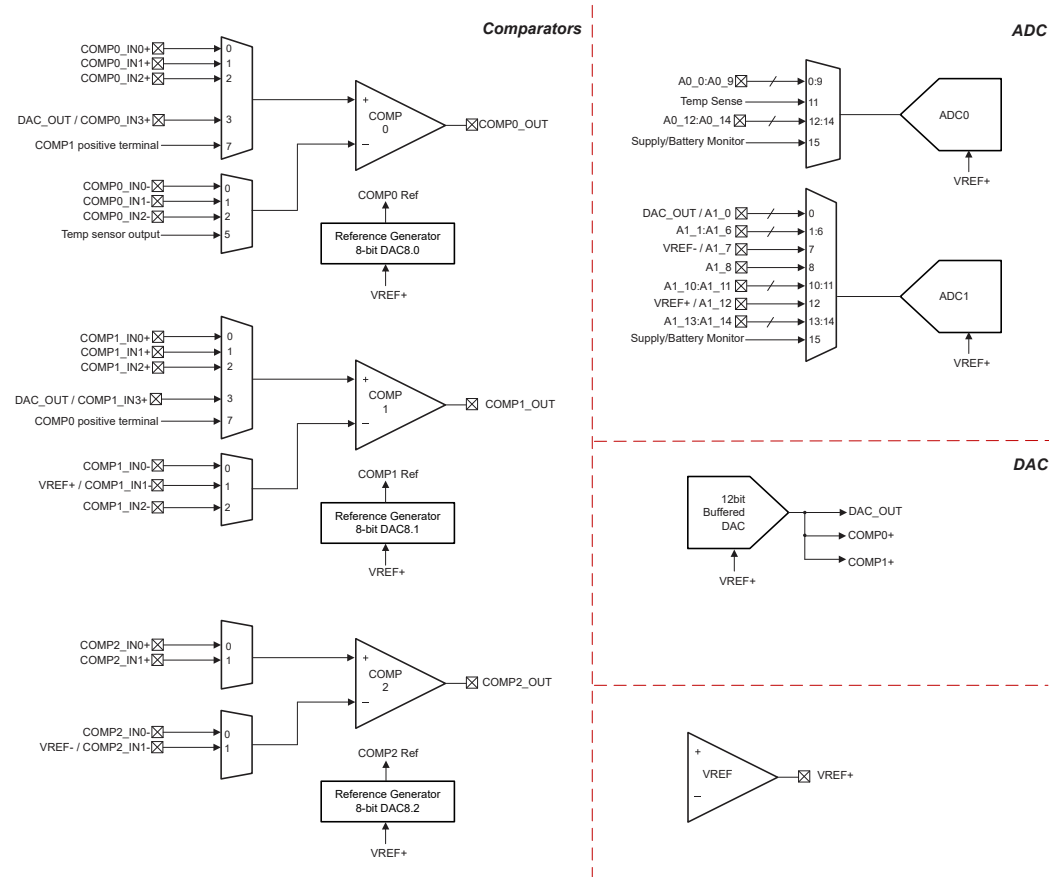 Comparators
COMP0_IN0+
0
COMP0_IN1+
1
COMP0_IN2+
2
DAC_OUT / COMP0_IN3+
3
COMP1 positive terminal
7
+
COMP
0
–
COMP0_OUT
COMP0_IN0-
0
COMP0_IN1-
1
COMP0_IN2-
2
Temp sensor output
5
COMP0 Ref
Reference Generator
8-bit DAC8.0
VREF+
COMP1_IN0+
0
COMP1_IN1+
1
COMP1_IN2+
2
DAC_OUT / COMP1_IN3+
3
COMP0 positive terminal
7
+
COMP
1
–
COMP1_OUT
COMP1_IN0-
0
VREF+ / COMP1_IN1-
1
COMP1_IN2-
2
COMP1 Ref
Reference Generator
8-bit DAC8.1
VREF+
COMP2_IN0+
0
COMP2_IN1+
1
+
COMP
2
–
COMP2_OUT
COMP2_IN0-
0
VREF- / COMP2_IN1-
1
COMP2 Ref
Reference Generator
8-bit DAC8.2
VREF+
ADC
A0_0:A0_9
0:9
Temp Sense
11
A0_12:A0_14
12:14
Supply/Battery Monitor
15
ADC0
VREF+
DAC_OUT / A1_0
0
A1_1:A1_6
1:6
VREF- / A1_7
7
A1_8
8
A1_10:A1_11
10:11
VREF+ / A1_12
12
A1_13:A1_14
13:14
Supply/Battery Monitor
15
ADC1
VREF+
DAC
12bit
Buffered
DAC
DAC_OUT
COMP0+
COMP1+
VREF+
+
VREF
–
VREF+